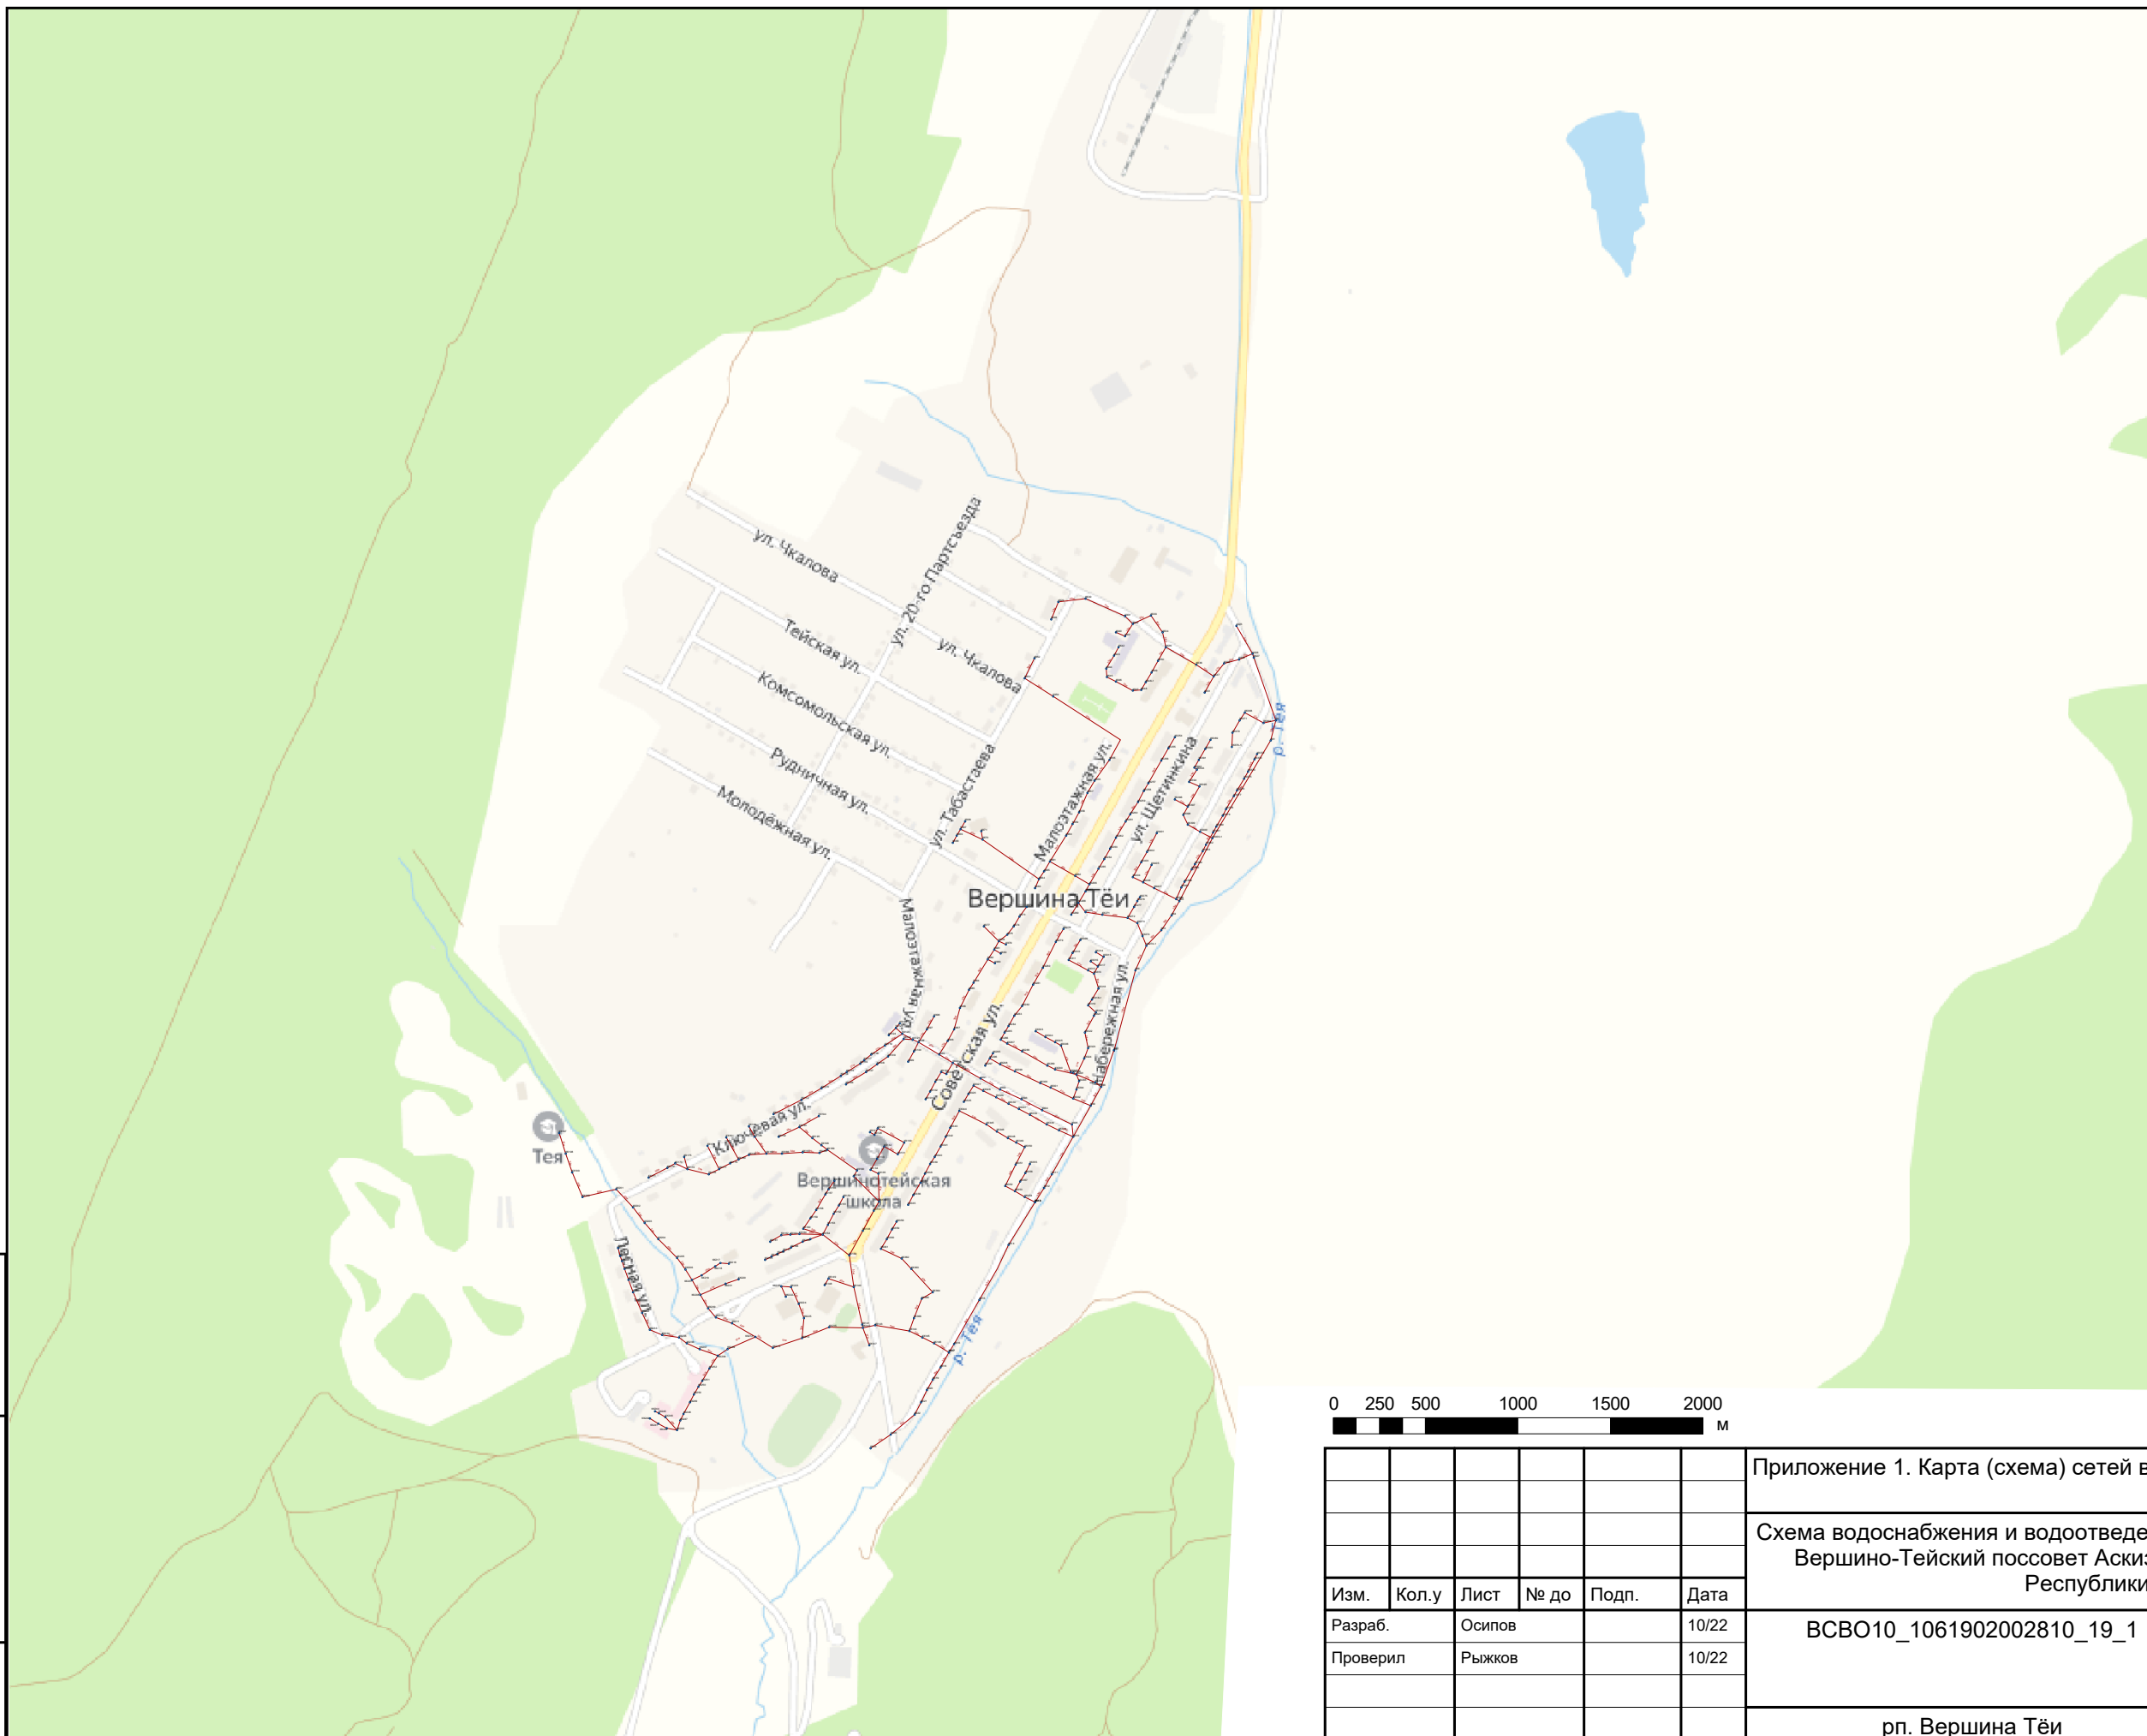 ул. Чкалова
ул. 20-го Партсъезда
Тейская ул.
ул. Чкалова
Комсомольская ул.
р. Тёя
Рудничная ул.
Малоэтажная ул.
ул. Щетинкина
ул. Табастаева
Молодёжная ул.
Вершина Тёи
Малоэтажная ул.
Набережная ул.
Советская ул.
Ключевая ул.
Тея
Вершинотейская
школа
Лесная ул.
р. Тёя
0 250 500 1000 1500 2000
м
Приложение 1. Карта (схема) сетей в
Схема водоснабжения и водоотведе
Вершино-Тейский поссовет Аскиз
Республики
Изм. Кол.у Лист № до Подп. Дата
Разраб. Осипов 10/22
ВСВО10_1061902002810_19_1
Проверил Рыжков 10/22
рп. Вершина Тёи